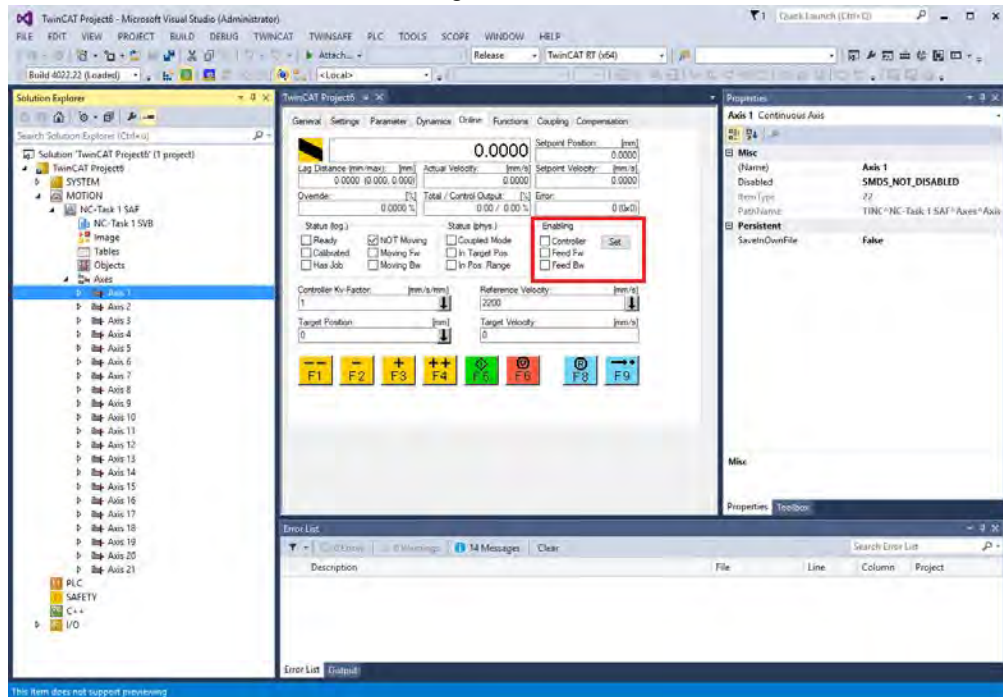 TwinCAT Project6 - Microsoft Visual Studio (Administrator)
1 Quick Launch (Ctrl+Q)
FILE EDIT VIEW PROJECT BUILD DEBUG TWINCAT TWINSAFE PLC TOOLS SCOPE WINDOW HELP
Attach... Release TwinCAT RT (x64)
Build 4022.22 (Loaded) <Local>
Solution Explorer
Search Solution Explorer (Ctrl+ü)
Solution 'TwinCAT Project6' (1 project)
TwinCAT Project6
SYSTEM
MOTION
NC-Task 1 SAF
NC-Task 1 SVB
Image
Tables
Objects
Axes
Axis 1
Axis 2
Axis 3
Axis 4
Axis 5
Axis 6
Axis 7
Axis 8
Axis 9
Axis 10
Axis 11
Axis 12
Axis 13
Axis 14
Axis 15
Axis 16
Axis 17
Axis 18
Axis 19
Axis 20
Axis 21
PLC
SAFETY
C++
I/O
TwinCAT Project6
General Settings Parameter Dynamics Online Functions Coupling Compensation
0.0000
Setpoint Position: [mm]
0.0000
Lag Distance (min/max): [mm] Actual Velocity: [mm/s] Setpoint Velocity: [mm/s]
0.0000 (0.000, 0.000) 0.0000 0.0000
Override: [%] Total / Control Output: [%] Error:
0.0000 % 0.00 / 0.00 % 0 (0x0)
Status (log.) Status (phys.) Enabling
Ready NOT Moving Coupled Mode Controller Set
Calibrated Moving Fw In Target Pos. Feed Fw
Has Job Moving Bw In Pos. Range Feed Bw
Controller Kv-Factor: [mm/s/mm] Reference Velocity: [mm/s]
1 2200
Target Position: [mm] Target Velocity: [mm/s]
0 0
-- - + ++
F1 F2 F3 F4 F5 F6 F8 F9
Properties
Axis 1 Continuous Axis
Misc
(Name) Axis 1
Disabled SMDS_NOT_DISABLED
ItemType 22
PathName TINC^NC-Task 1 SAF^Axes^Axis
Persistent
SaveInOwnFile False
Misc
Properties Toolbox
Error List
0 Errors 0 Warnings 14 Messages Clear Search Error List
Description File Line Column Project
Error List Output
This item does not support previewing